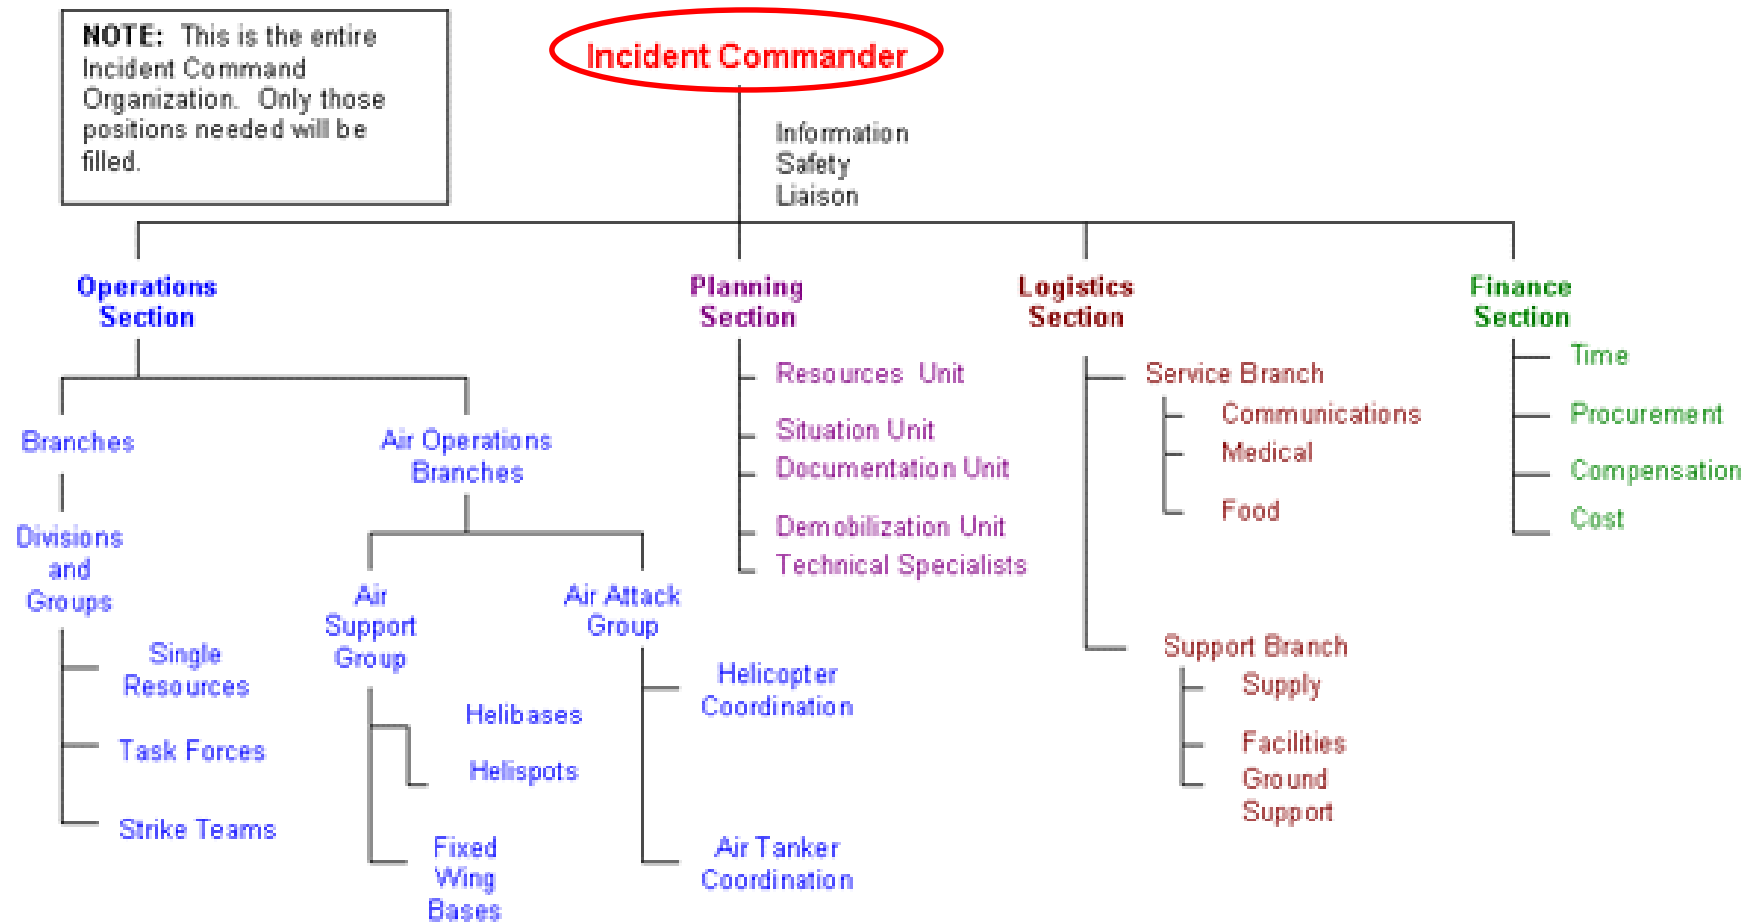 NOTE: This is the entire
Incident Command
Organization. Only those
positions needed will be
filled.
Incident Commander
Information
Safety
Liaison
Operations
Section
Branches
Divisions
and
Groups
Single
Resources
Task Forces
Strike Teams
Air Operations
Branches
Air
Support
Group
Helibases
Helispots
Fixed
Wing
Bases
Air Attack
Group
Helicopter
Coordination
Air Tanker
Coordination
Planning
Section
Resources Unit
Situation Unit
Documentation Unit
Demobilization Unit
Technical Specialists
Logistics
Section
Service Branch
Communications
Medical
Food
Support Branch
Supply
Facilities
Ground
Support
Finance
Section
Time
Procurement
Compensation
Cost